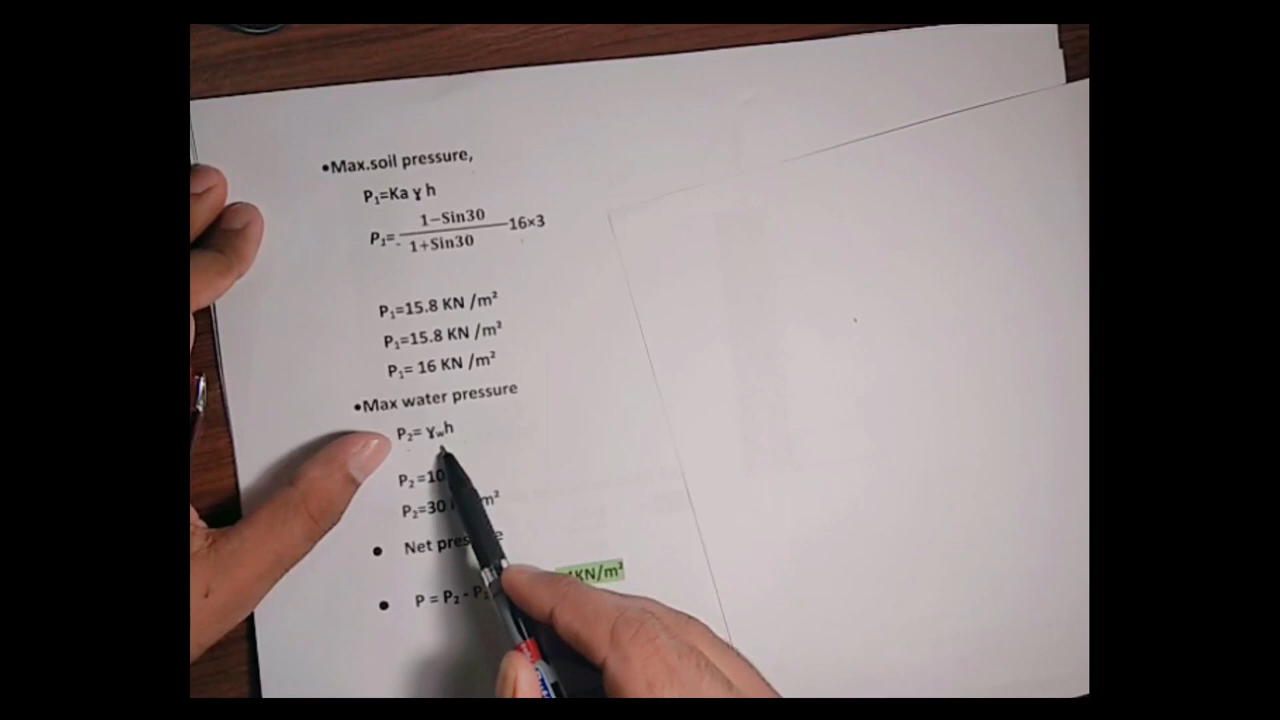 •Max.soil pressure,
P₁=Ka ɣ h
P₁= 1−Sin30 / 1+Sin30 16×3
P₁=15.8 KN /m²
P₁=15.8 KN /m²
P₁= 16 KN /m²
•Max water pressure
P₂= ɣwh
P₂ =10
P₂=30 m²
• Net
• P = P₂ - KN/m²